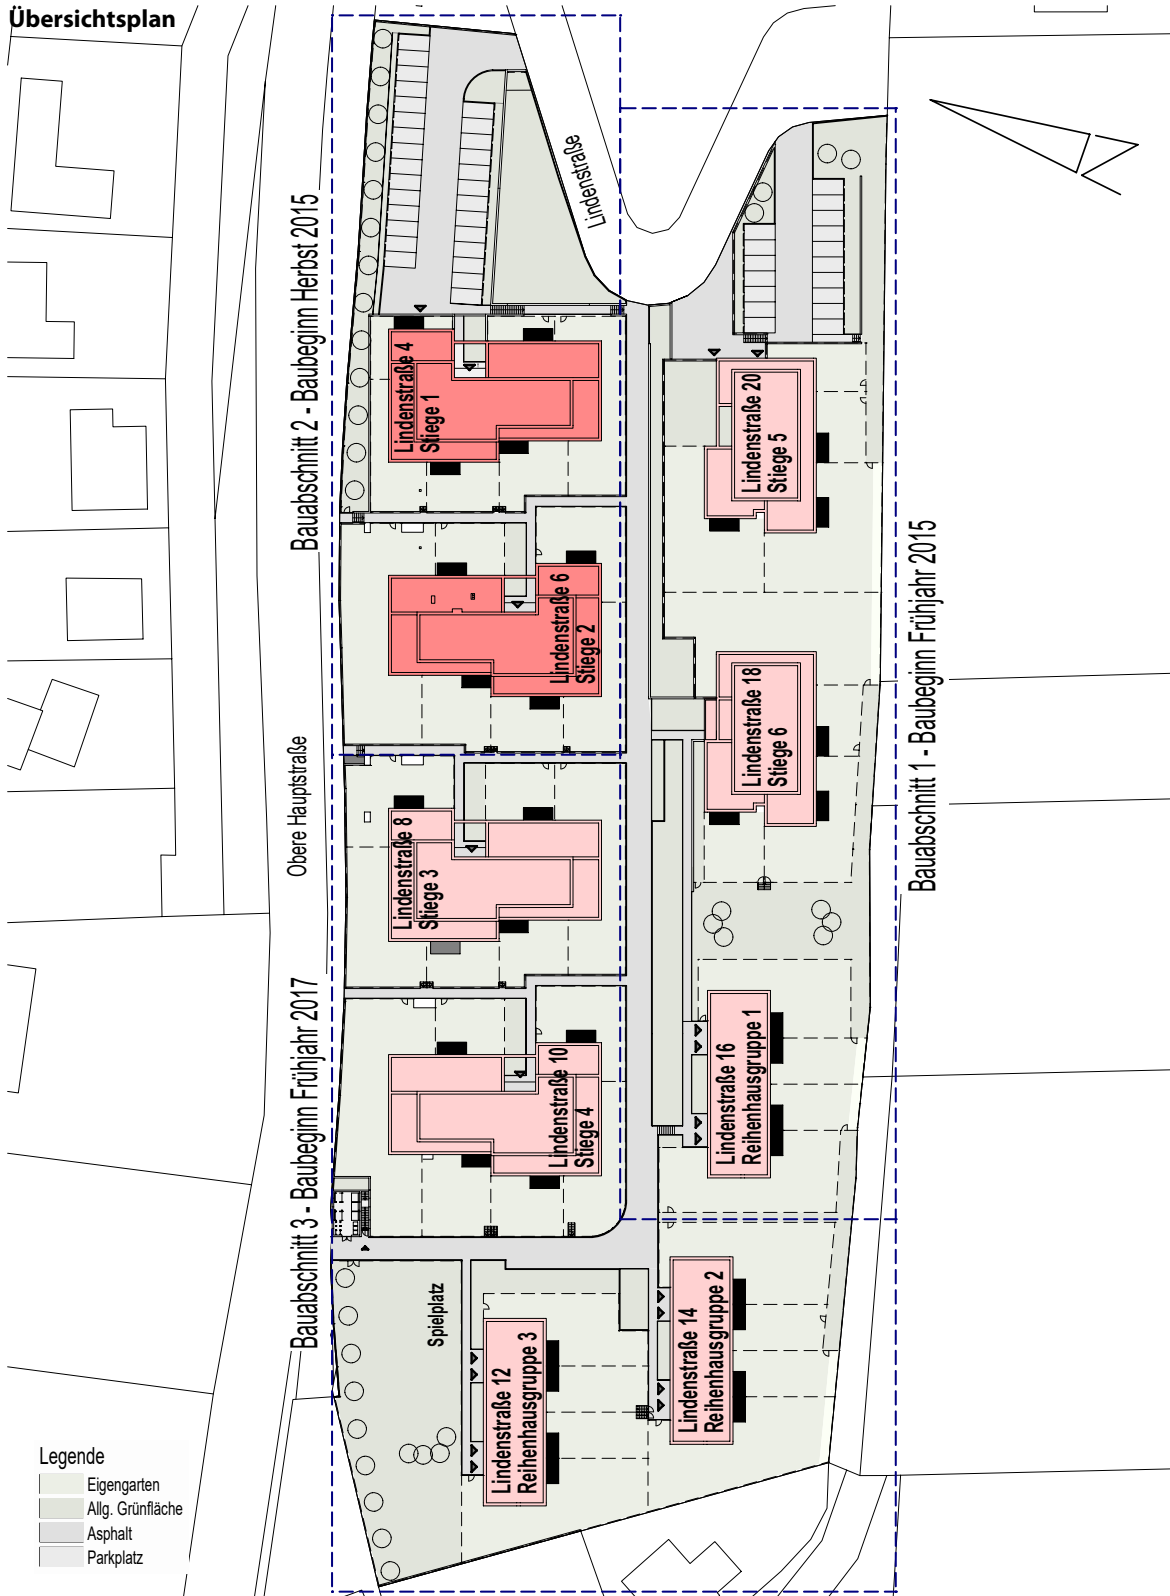 Übersichtsplan
Lindenstraße
Bauabschnitt 2 - Baubeginn Herbst 2015
Lindenstraße 4
Stiege 1
Lindenstraße 20
Stiege 5
Lindenstraße 6
Stiege 2
Bauabschnitt 1 - Baubeginn Frühjahr 2015
Lindenstraße 18
Stiege 6
Obere Hauptstraße
Lindenstraße 8
Stiege 3
Bauabschnitt 3 - Baubeginn Frühjahr 2017
Lindenstraße 10
Stiege 4
Lindenstraße 16
Reihenhausgruppe 1
Spielplatz
Lindenstraße 12
Reihenhausgruppe 3
Lindenstraße 14
Reihenhausgruppe 2
Legende
Eigengarten
Allg. Grünfläche
Asphalt
Parkplatz